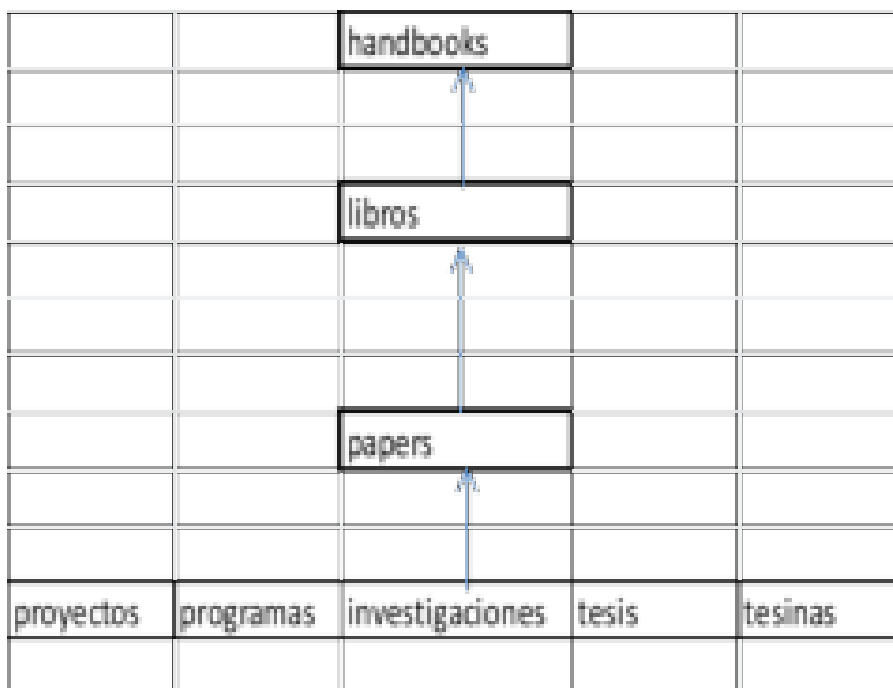 handbooks
libros
papers
proyectos programas investigaciones tesis tesinas